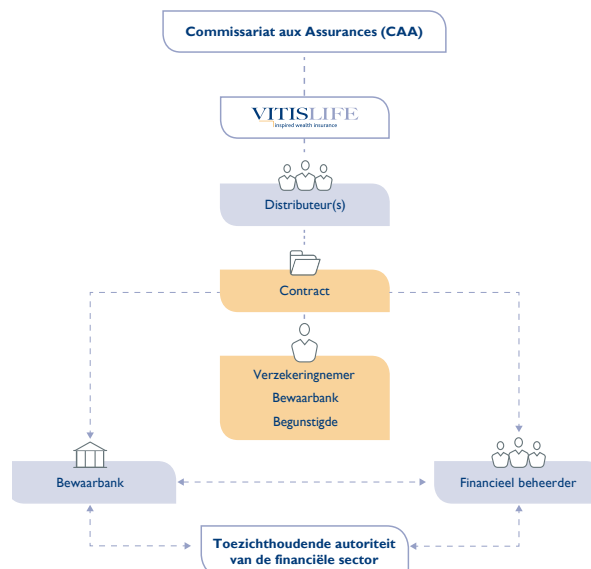 Commissariat aux Assurances (CAA)
VITISLIFE
inspired wealth insurance
Distributeur(s)
Contract
Verzekeringnemer
Bewaarbank
Begunstigde
Bewaarbank
Financieel beheerder
Toezichthoudende autoriteit
van de financiële sector